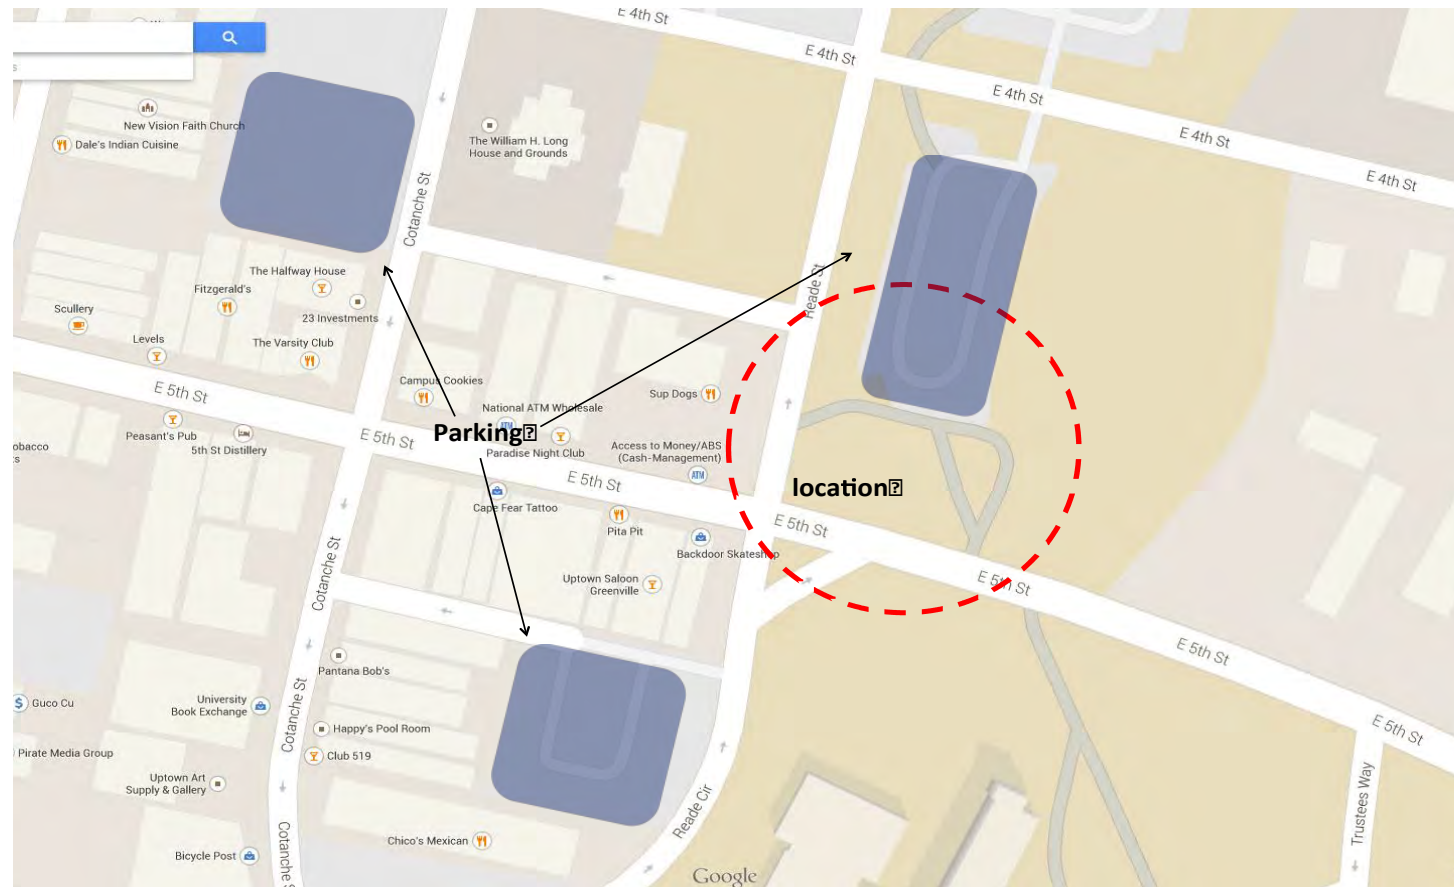 E 4th St
E 4th St
E 4th St
E 4th St
E 4th St
s
New Vision Faith Church
Dale's Indian Cuisine
The William H. Long
House and Grounds
Cotanche St
Reade St
The Halfway House
Fitzgerald's
23 Investments
Scullery
Levels
The Varsity Club
Campus Cookies
Sup Dogs
E 5th St
National ATM Wholesale
ATM
Peasant's Pub
5th St Distillery
E 5th St
Parking
Paradise Night Club
Access to Money/ABS
(Cash-Management)
ATM
obacco
ts
E 5th St
location
Cape Fear Tattoo
Pita Pit
E 5th St
Backdoor Skateshop
Uptown Saloon
Greenville
Cotanche St
E 5th St
E 5th St
Pantana Bob's
University
Book Exchange
$ Guco Cu
Cotanche St
Happy's Pool Room
E 5th St
Pirate Media Group
Club 519
Uptown Art
Supply & Gallery
Reade Cir
Trustees Way
Chico's Mexican
Bicycle Post
Cotanche S
Google